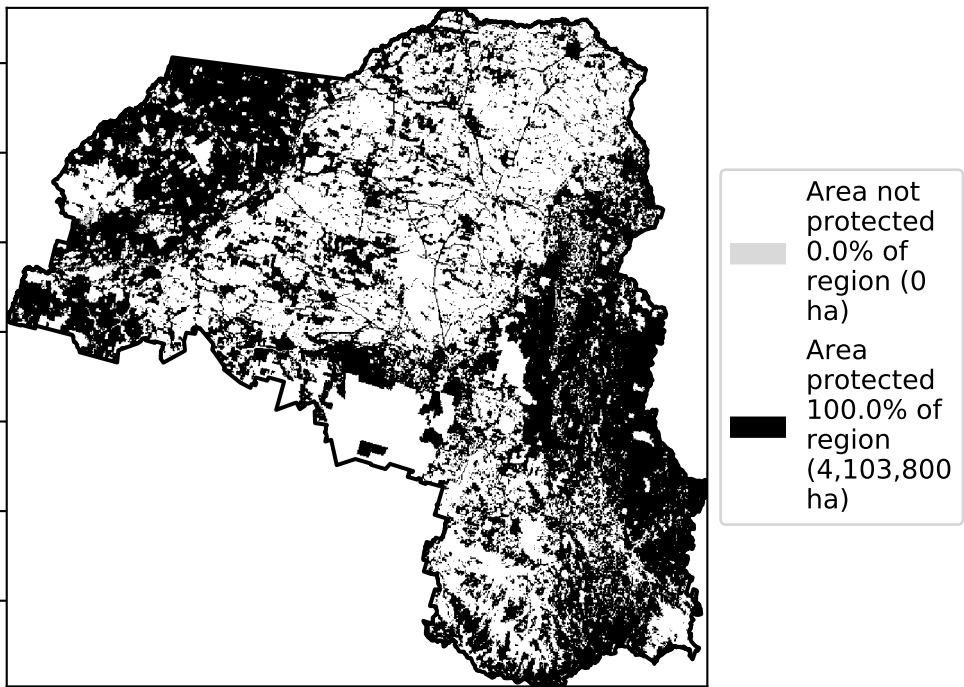 Area not
protected
0.0% of
region (0
ha)
Area
protected
100.0% of
region
(4,103,800
ha)